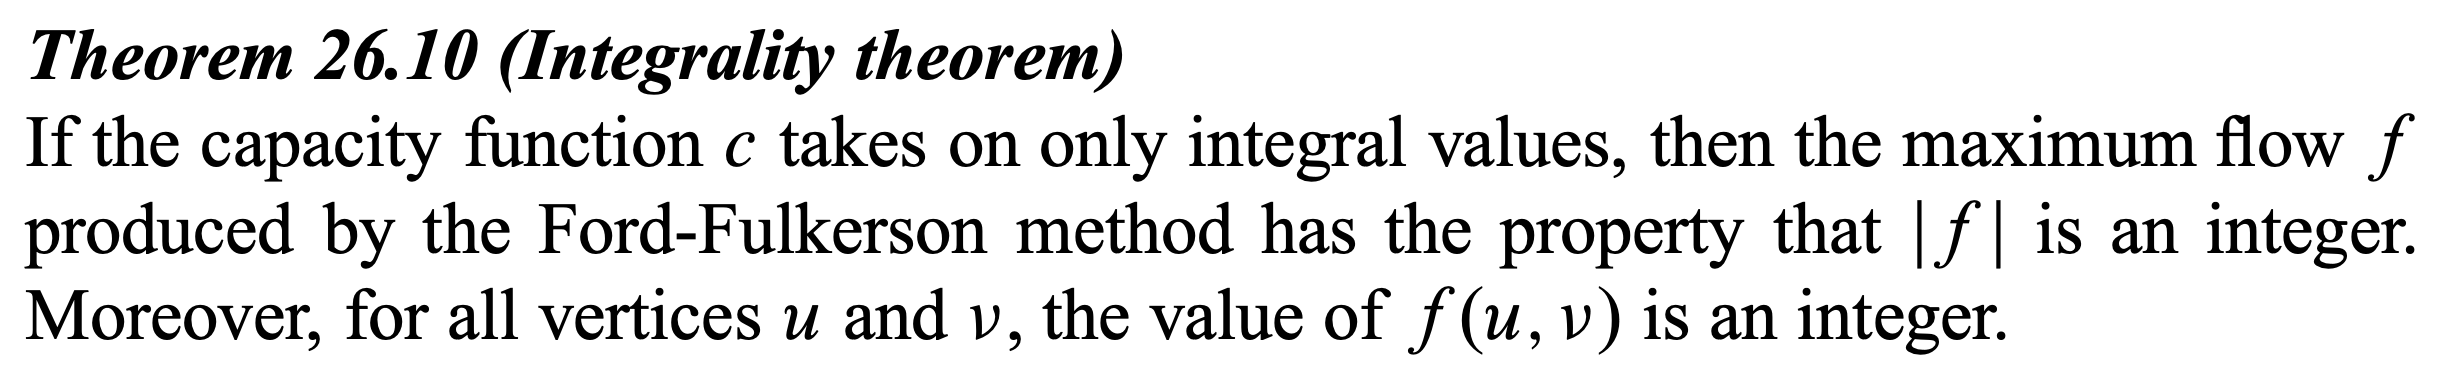 Theorem 26.10 (Integrality theorem)
If the capacity function c takes on only integral values, then the maximum flow f
produced by the Ford-Fulkerson method has the property that |f| is an integer.
Moreover, for all vertices u and v, the value of f(u, v) is an integer.